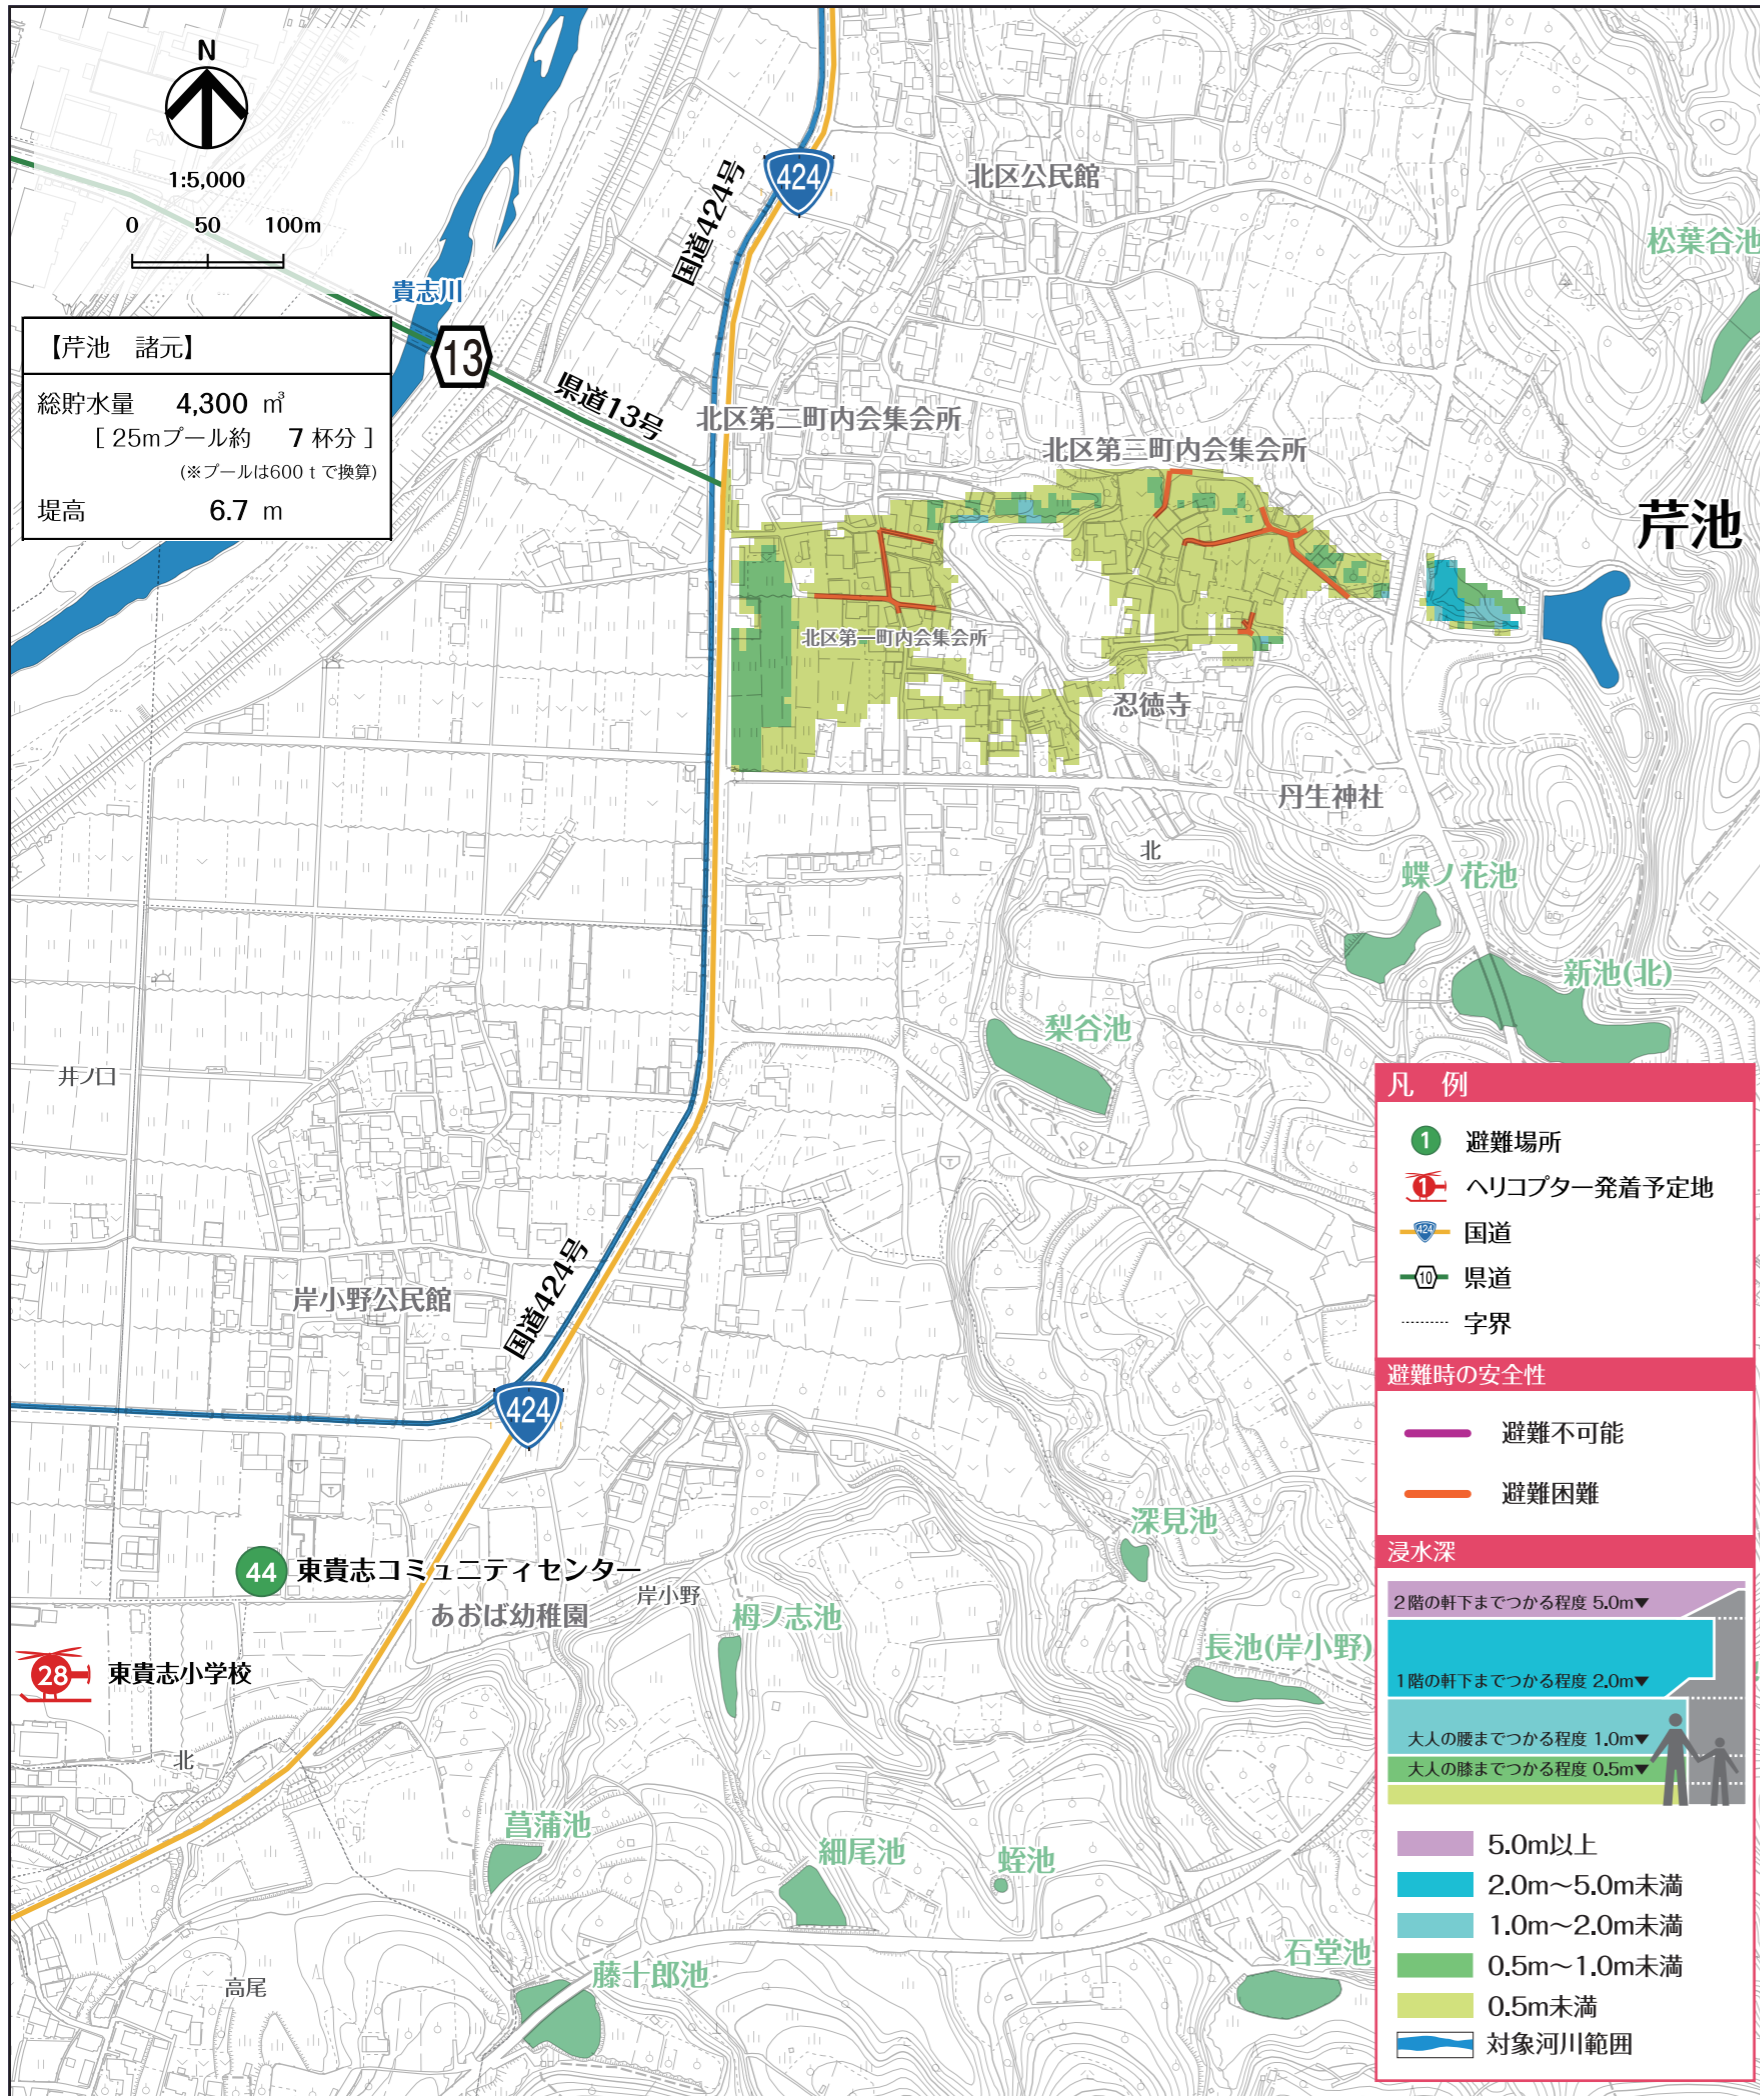 N
1:5,000
0 50 100m
貴志川
国道424号
424
北区公民館
松葉谷池
【芹池 諸元】
総貯水量 4,300 ㎥
[ 25mプール約 7 杯分 ]
(※プールは600 t で換算)
堤高 6.7 m
13
県道13号
北区第二町内会集会所
北区第三町内会集会所
芹池
北区第一町内会集会所
忍徳寺
丹生神社
北
蝶ノ花池
新池(北)
梨谷池
井ノ口
岸小野公民館
国道424号
424
44 東貴志コミュニティセンター
あおば幼稚園
岸小野
28 東貴志小学校
北
深見池
栂ノ志池
長池(岸小野)
菖蒲池
細尾池
蛭池
石堂池
藤十郎池
高尾
凡 例
1 避難場所
1 ヘリコプター発着予定地
424 国道
10 県道
字界
避難時の安全性
避難不可能
避難困難
浸水深
2階の軒下までつかる程度 5.0m▼
1階の軒下までつかる程度 2.0m▼
大人の腰までつかる程度 1.0m▼
大人の膝までつかる程度 0.5m▼
5.0m以上
2.0m～5.0m未満
1.0m～2.0m未満
0.5m～1.0m未満
0.5m未満
対象河川範囲